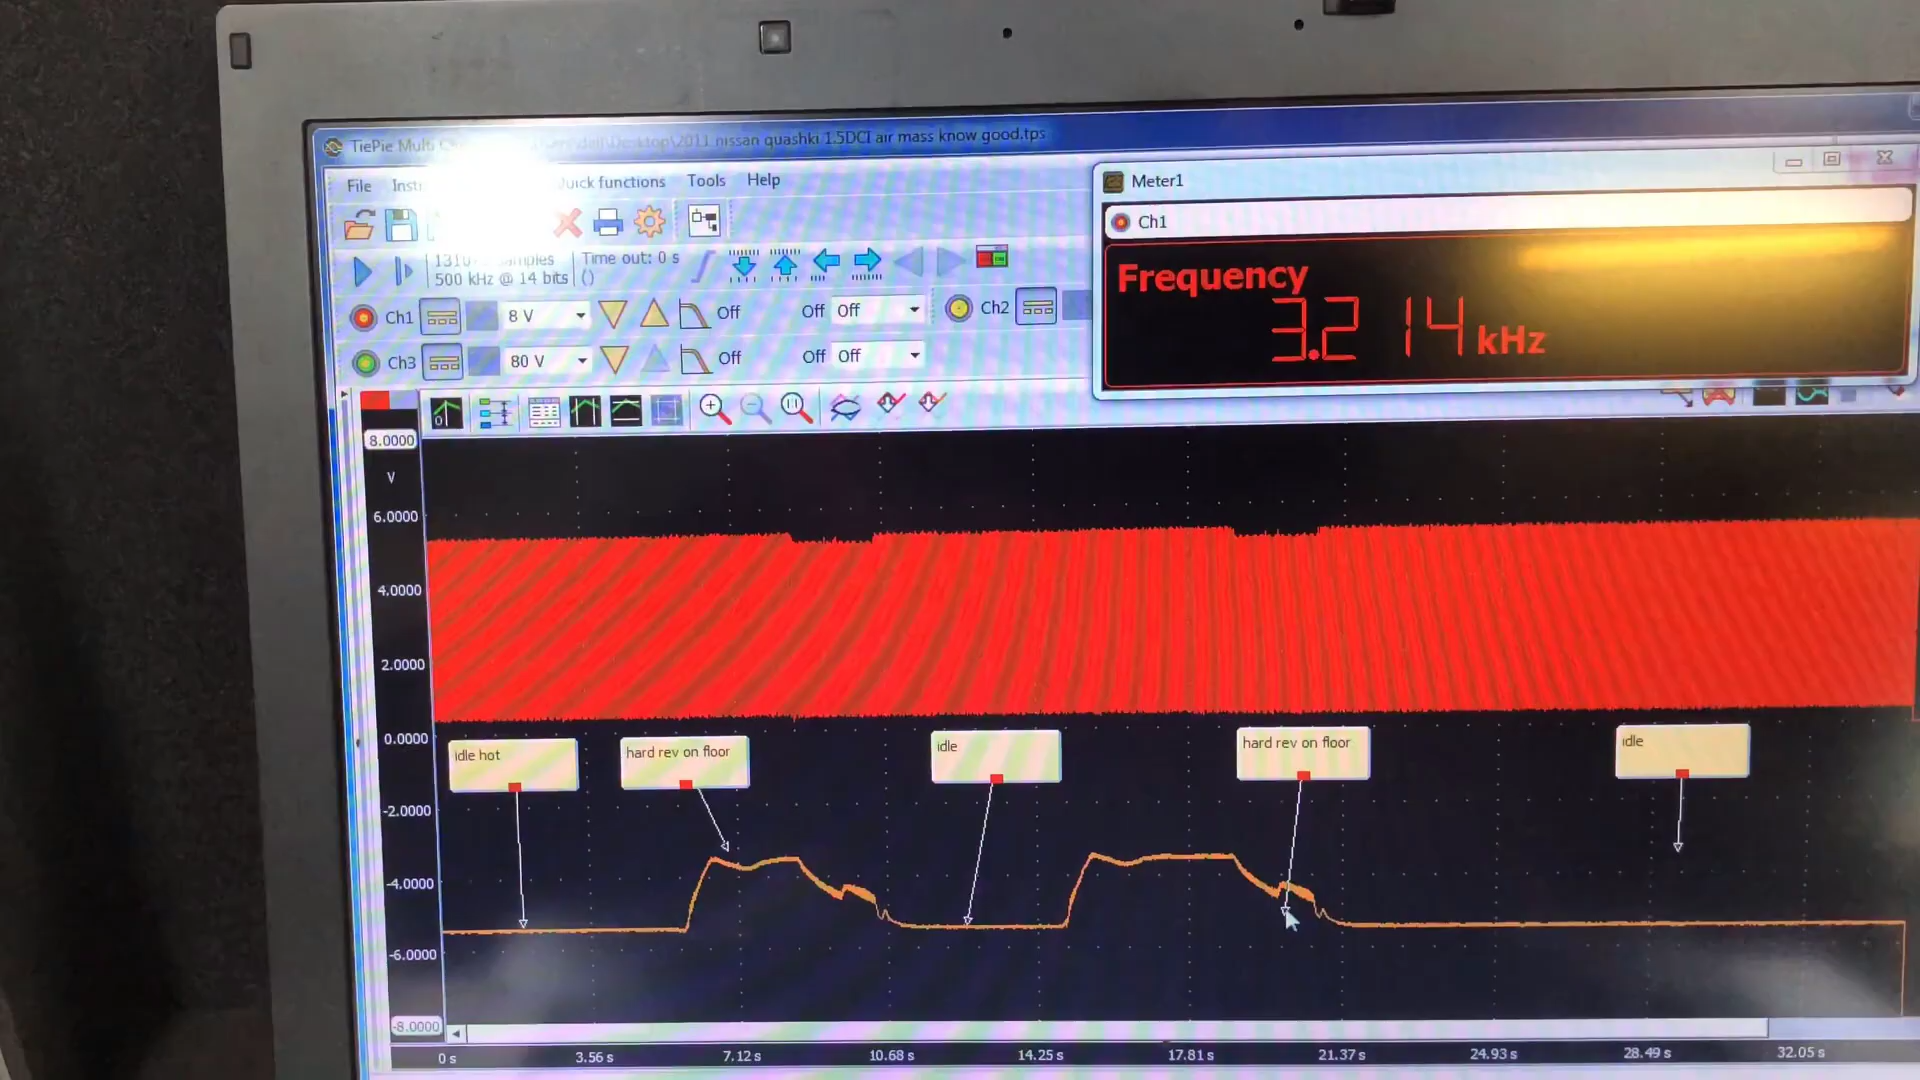 TiePie Multi
Desktop\2011 nissan quashki 1.5DCI air mass know good.tps
File
Quick functions
Tools
Help
Meter1
Ch1
Frequency
3.214 kHz
Time out: 0 s
500 kHz @ 14 bits
()
Ch1
8 V
Off
Off
Off
Ch2
Ch3
80 V
Off
Off
Off
8.0000
V
6.0000
4.0000
2.0000
0.0000
-2.0000
-4.0000
-6.0000
-8.0000
idle hot
hard rev on floor
idle
hard rev on floor
idle
0 s
3.56 s
7.12 s
10.68 s
14.25 s
17.81 s
21.37 s
24.93 s
28.49 s
32.05 s